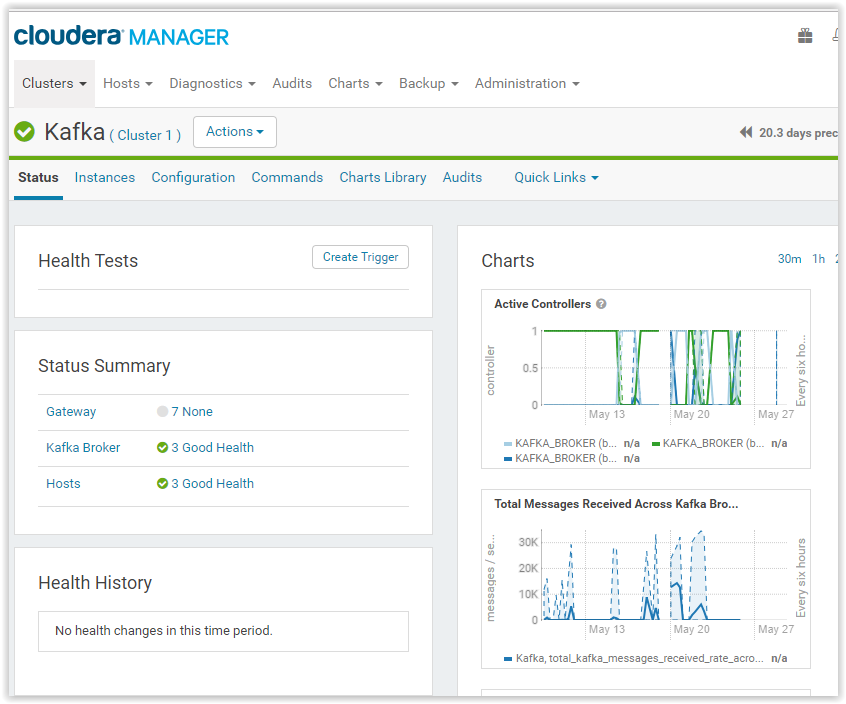 cloudera MANAGER
Clusters Hosts Diagnostics Audits Charts Backup Administration
Kafka ( Cluster 1 ) Actions 20.3 days prec
Status Instances Configuration Commands Charts Library Audits Quick Links
Health Tests
Create Trigger
Status Summary
Gateway 7 None
Kafka Broker 3 Good Health
Hosts 3 Good Health
Health History
No health changes in this time period.
Charts
30m 1h 2
Active Controllers
controller
1
0.5
0
May 13 May 20 May 27
Every six ho...
KAFKA_BROKER (b... n/a KAFKA_BROKER (b... n/a
KAFKA_BROKER (b... n/a
Total Messages Received Across Kafka Bro...
messages / se...
30K
20K
10K
0
May 13 May 20 May 27
Every six hours
Kafka, total_kafka_messages_received_rate_acro... n/a